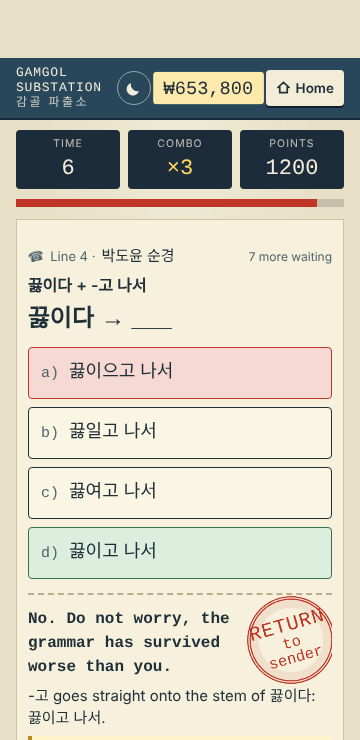 GAMGOL
SUBSTATION
감골 파출소
₩653,800
Home
TIME
6
COMBO
×3
POINTS
1200
☎ Line 4 · 박도윤 순경
7 more waiting
끓이다 + -고 나서
끓이다 → ___
a) 끓이으고 나서
b) 끓일고 나서
c) 끓여고 나서
d) 끓이고 나서
No. Do not worry, the
grammar has survived
worse than you.
RETURN
to
sender
-고 goes straight onto the stem of 끓이다:
끓이고 나서.